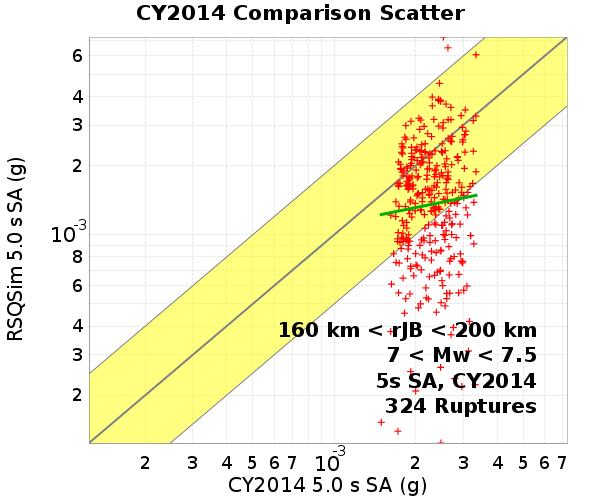 CY2014 Comparison Scatter
RSQSim 5.0 s SA (g)
6
4
3
2
10-3
8
6
4
3
2
160 km < rJB < 200 km
7 < Mw < 7.5
5s SA, CY2014
324 Ruptures
2 3 4 5 6 7 10-3 2 3 4 5 6 7
CY2014 5.0 s SA (g)